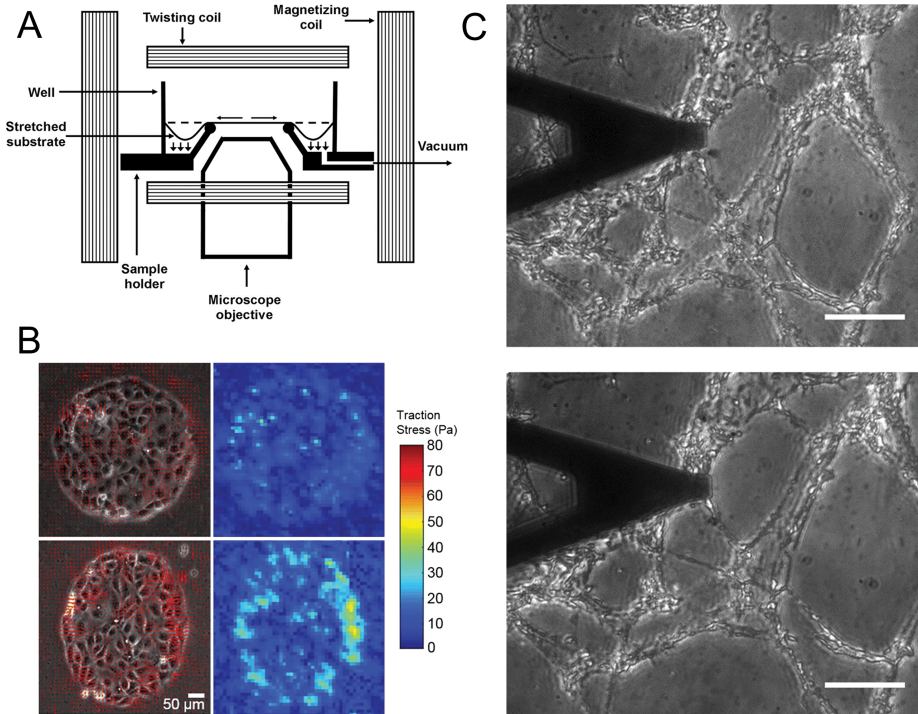 A
Twisting coil
Magnetizing
coil
Well
Stretched
substrate
Vacuum
Sample
holder
Microscope
objective
B
Traction
Stress (Pa)
80
70
60
50
40
30
20
10
0
50 µm
C